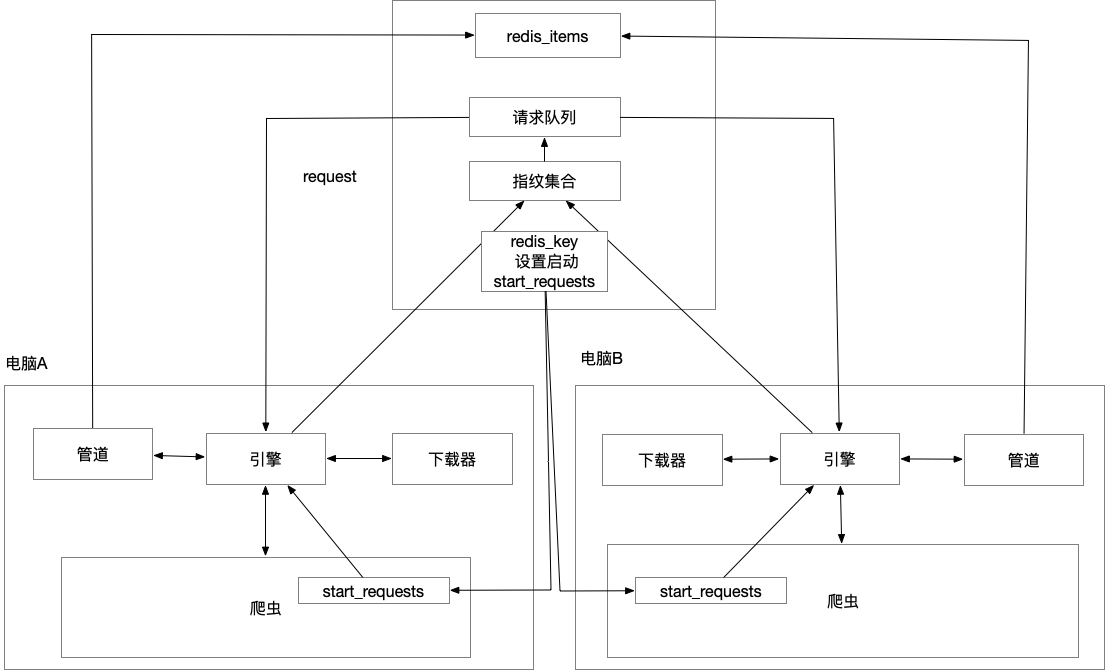 redis_items
请求队列
request
指纹集合
redis_key
设置启动
start_requests
电脑A
电脑B
管道
引擎
下载器
下载器
引擎
管道
start_requests
爬虫
start_requests
爬虫